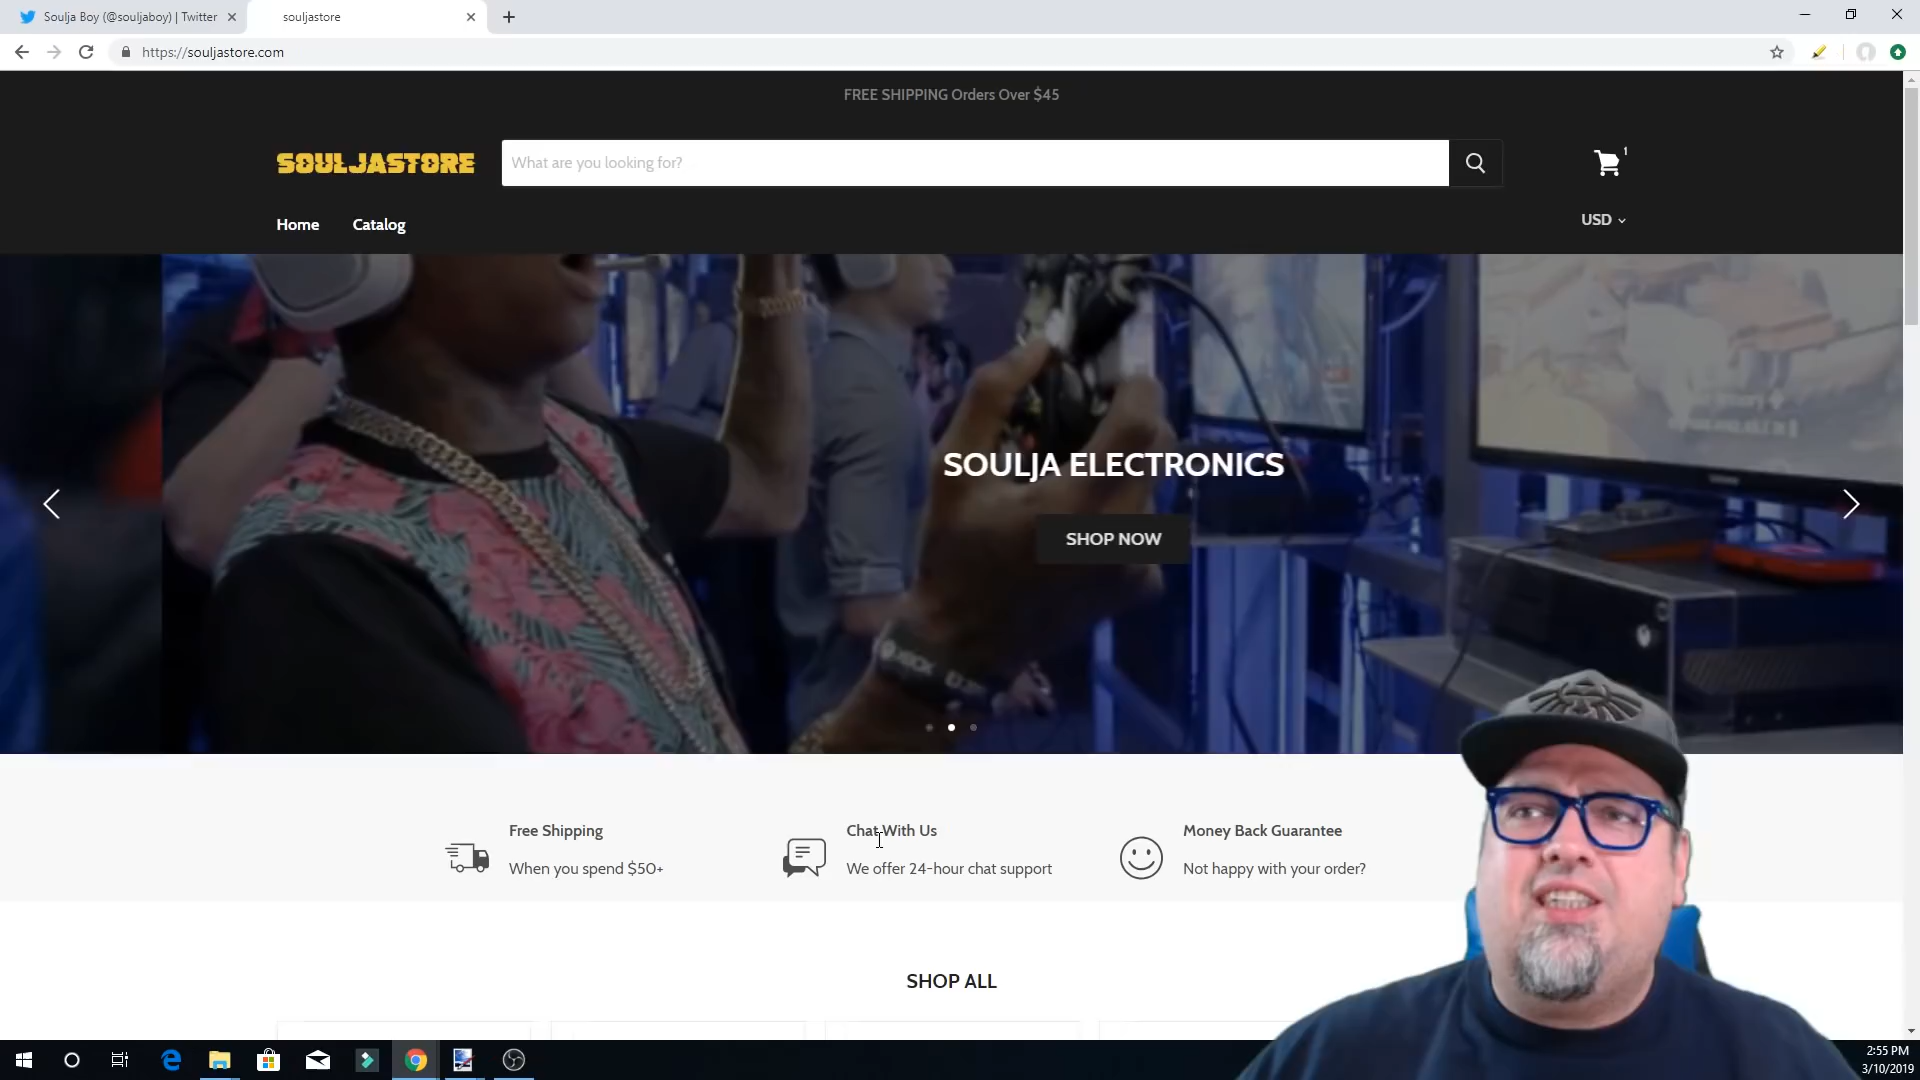 Soulja Boy (@souljaboy) | Twitter
souljastore
https://souljastore.com
FREE SHIPPING Orders Over $45
SOULJASTORE
What are you looking for?
1
Home
Catalog
USD
SOULJA ELECTRONICS
SHOP NOW
Free Shipping
When you spend $50+
Chat With Us
We offer 24-hour chat support
Money Back Guarantee
Not happy with your order?
SHOP ALL
2:55 PM
3/10/2019